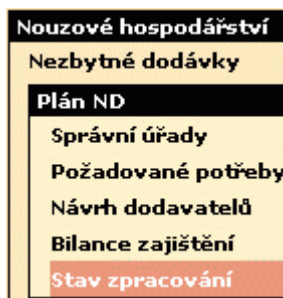 Nouzové hospodářství
Nezbytné dodávky
Plán ND
Správní úřady
Požadované potřeby
Návrh dodavatelů
Bilance zajištění
Stav zpracování